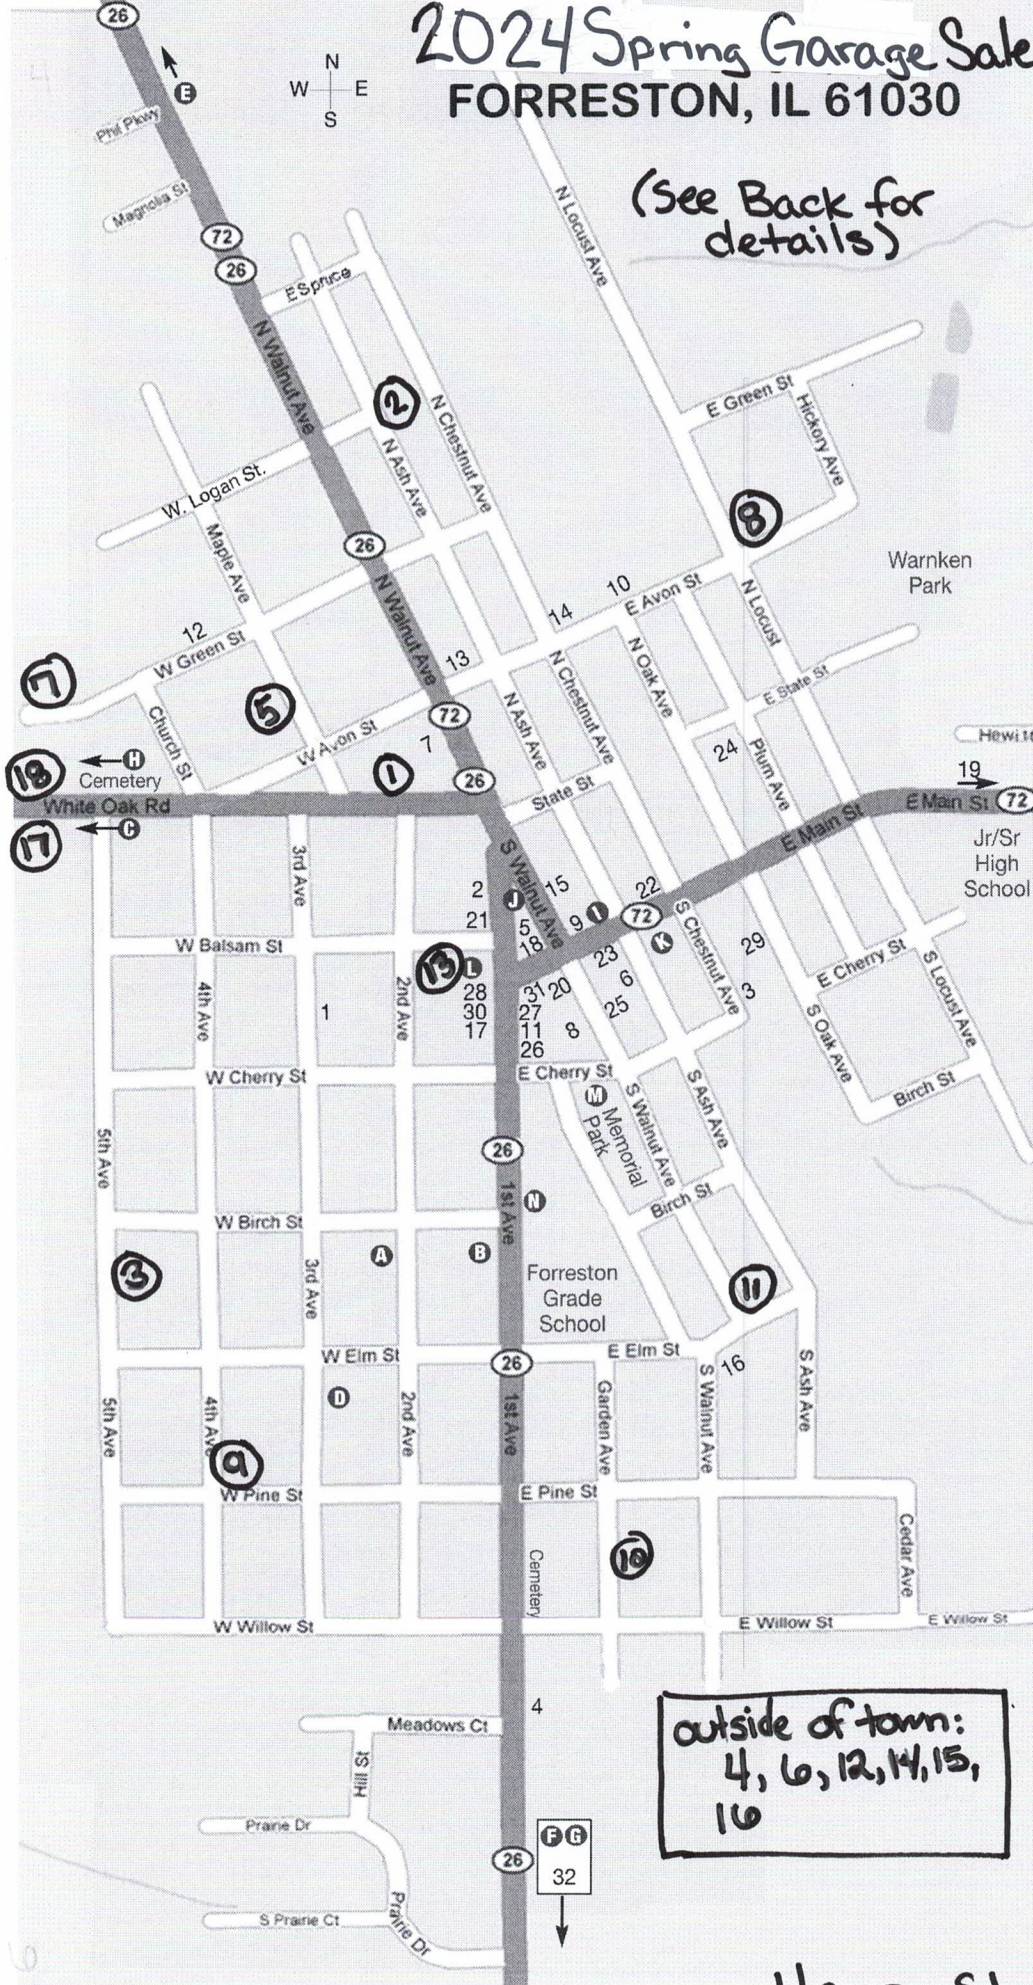 26
2024 Spring Garage Sale
FORRESTON, IL 61030
N
W E
S
E
Phil Pkwy
(See Back for
details)
Magnolia St
N Locust Ave
72
26
E Spruce
N Walnut Ave
2
E Green St
Hickory Ave
N Chestnut Ave
N Ash Ave
W. Logan St.
8
Maple Ave
26
Warnken
Park
N Walnut Ave
10
E Avon St
14
N Locust
12
W Green St
13
N Oak Ave
N Chestnut Ave
7
5
E State St
Church St
W Avon St
72
N Ash Ave
7
24
Plum Ave
Hewitt
18
H
Cemetery
1
26
State St
19
White Oak Rd
E Main St
72
17
C
E Main St
Jr/Sr
High
School
3rd Ave
S Walnut Ave
2
J
15
22
21
5
9
I
72
18
S Chestnut Ave
K
29
W Balsam St
13
L
23
E Cherry St
S Locust Ave
4th Ave
2nd Ave
1
28
30
17
31
20
27
11
26
8
6
25
3
S Oak Ave
W Cherry St
E Cherry St
Birch St
M
Memorial
Park
S Walnut Ave
S Ash Ave
5th Ave
26
1st Ave
N
Birch St
W Birch St
3
3rd Ave
A
B
Forreston
Grade
School
11
W Elm St
26
E Elm St
16
D
5th Ave
4th Ave
2nd Ave
1st Ave
Garden Ave
S Walnut Ave
S Ash Ave
9
W Pine St
E Pine St
10
Cemetery
Cedar Ave
W Willow St
E Willow St
E Willow St
4
Meadows Ct
outside of town:
4, 6, 12, 14, 15,
16
Hill St
Prairie Dr
F G
26
32
S Prairie Ct
Prairie Dr